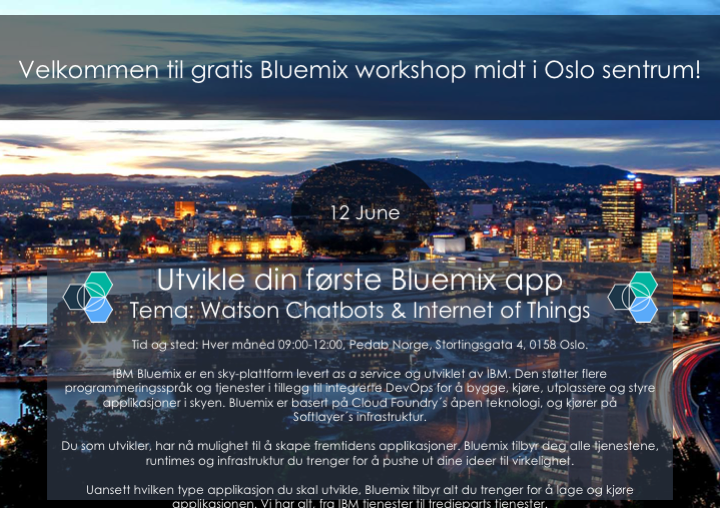 Velkommen til gratis Bluemix workshop midt i Oslo sentrum!
12 June
Utvikle din første Bluemix app
Tema: Watson Chatbots & Internet of Things
Tid og sted: Hver måned 09:00-12:00, Pedab Norge, Stortingsgata 4, 0158 Oslo.
IBM Bluemix er en sky-plattform levert as a service og utviklet av IBM. Den støtter flere
programmeringsspråk og tjenester i tillegg til integrerte DevOps for å bygge, kjøre, utplassere og styre
applikasjoner i skyen. Bluemix er basert på Cloud Foundry´s åpen teknologi, og kjører på
Softlayer´s infrastruktur.
Du som utvikler, har nå mulighet til å skape fremtidens applikasjoner. Bluemix tilbyr deg alle tjenestene,
runtimes og infrastruktur du trenger for å pushe ut dine ideer til virkelighet.
Uansett hvilken type applikasjon du skal utvikle, Bluemix tilbyr alt du trenger for å lage og kjøre
applikasjonen. Vi har alt, fra IBM tjenester til tredjeparts tjenester.